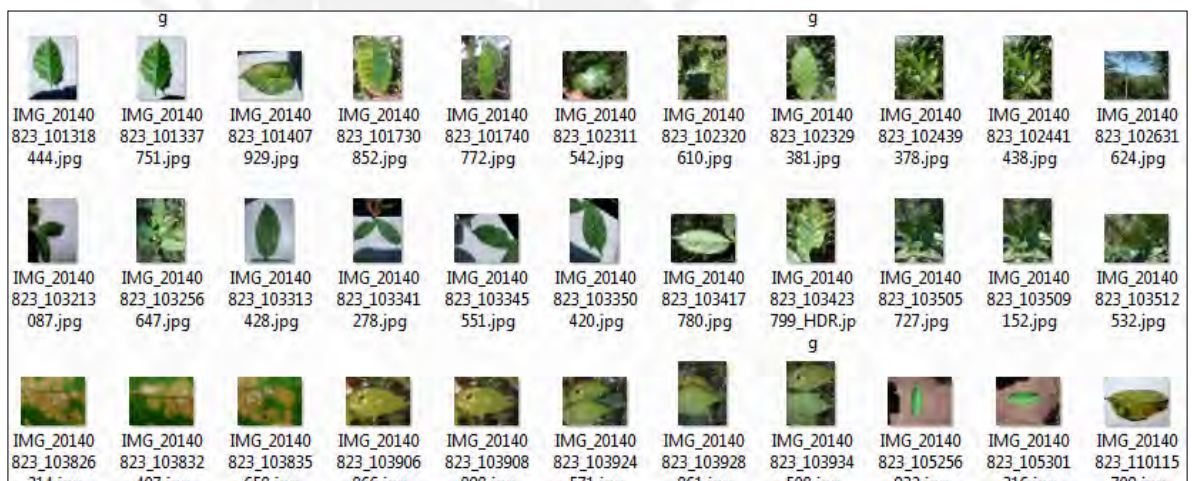 g g
IMG_20140 IMG_20140 IMG_20140 IMG_20140 IMG_20140 IMG_20140 IMG_20140 IMG_20140 IMG_20140 IMG_20140 IMG_20140
823_101318 823_101337 823_101407 823_101730 823_101740 823_102311 823_102320 823_102329 823_102439 823_102441 823_102631
444.jpg 751.jpg 929.jpg 852.jpg 772.jpg 542.jpg 610.jpg 381.jpg 378.jpg 438.jpg 624.jpg
IMG_20140 IMG_20140 IMG_20140 IMG_20140 IMG_20140 IMG_20140 IMG_20140 IMG_20140 IMG_20140 IMG_20140 IMG_20140
823_103213 823_103256 823_103313 823_103341 823_103345 823_103350 823_103417 823_103423 823_103505 823_103509 823_103512
087.jpg 647.jpg 428.jpg 278.jpg 551.jpg 420.jpg 780.jpg 799_HDR.jp 727.jpg 152.jpg 532.jpg
g
IMG_20140 IMG_20140 IMG_20140 IMG_20140 IMG_20140 IMG_20140 IMG_20140 IMG_20140 IMG_20140 IMG_20140 IMG_20140
823_103826 823_103832 823_103835 823_103906 823_103908 823_103924 823_103928 823_103934 823_105256 823_105301 823_110115